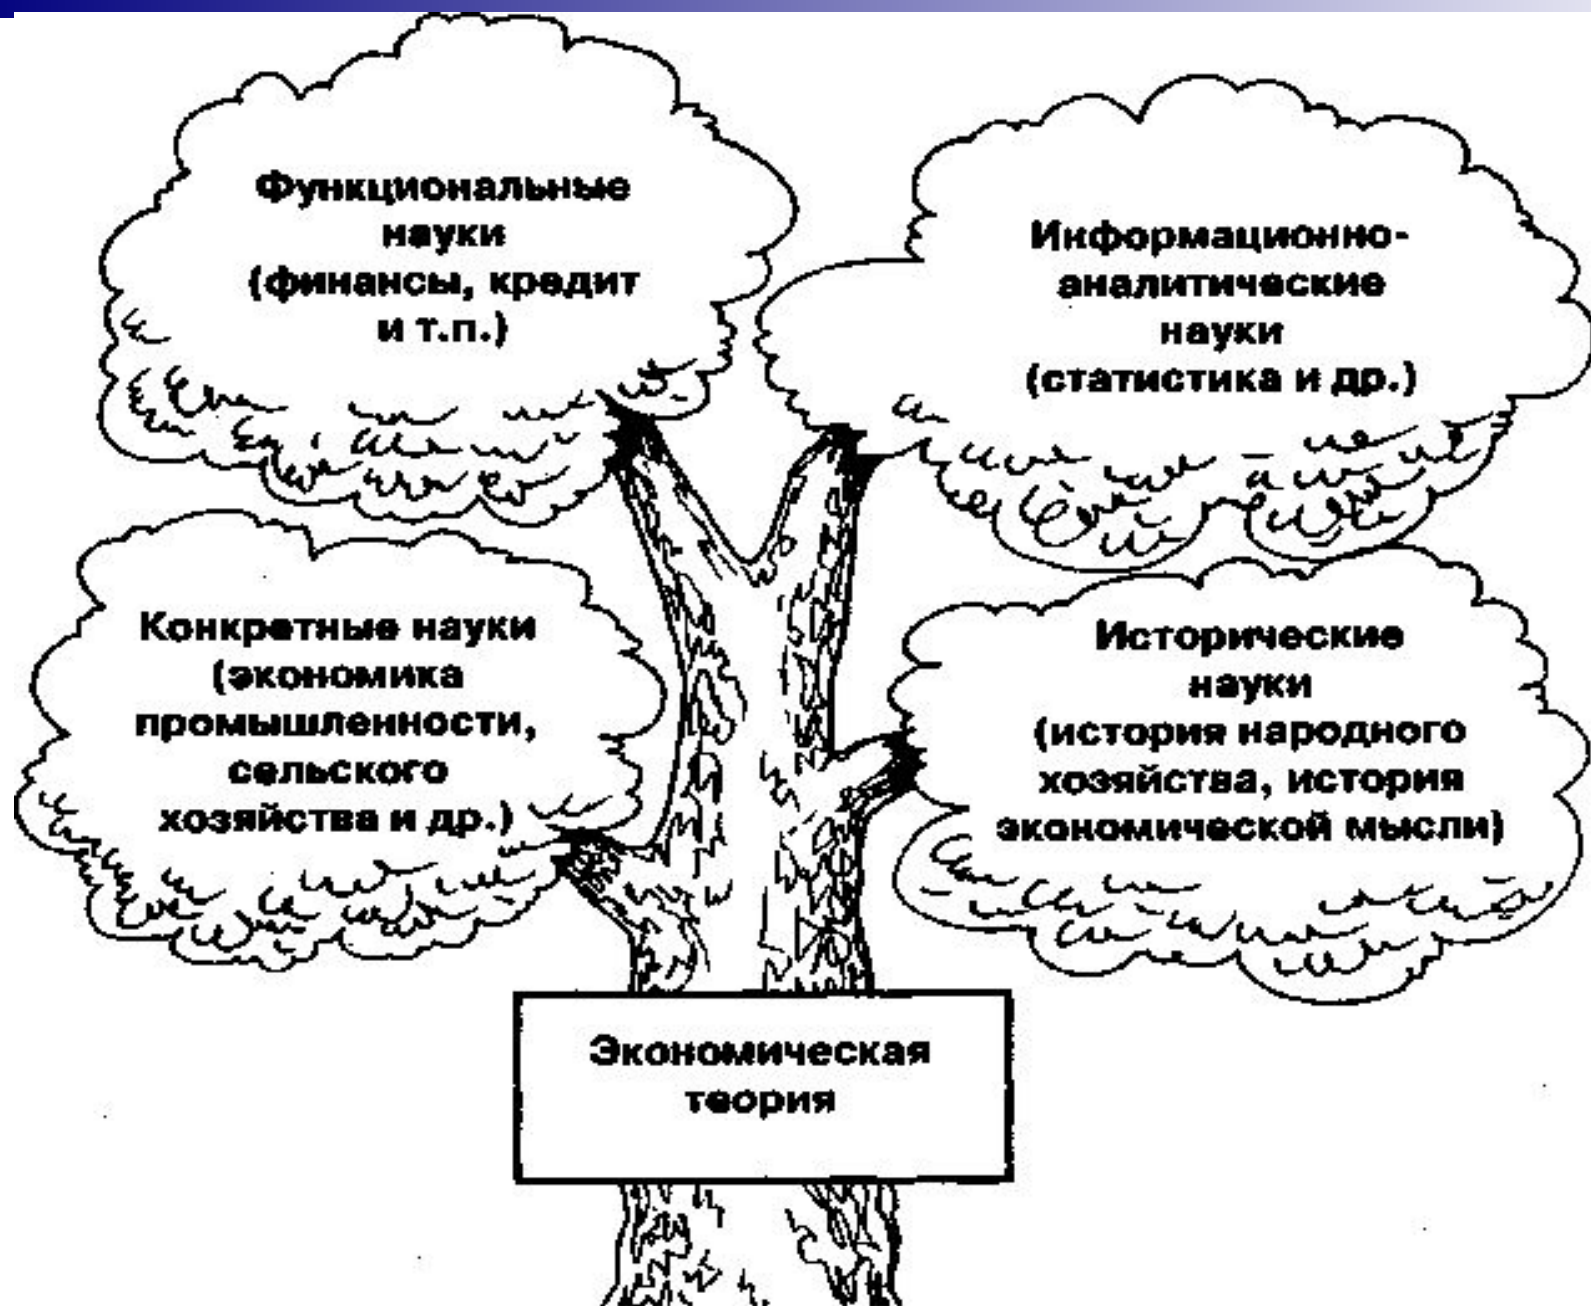 Функциональные
науки
(финансы, кредит
и т.п.)
Информационно-
аналитические
науки
(статистика и др.)
Конкретные науки
(экономика
промышленности,
сельского
хозяйства и др.)
Исторические
науки
(история народного
хозяйства, история
экономической мысли)
Экономическая
теория